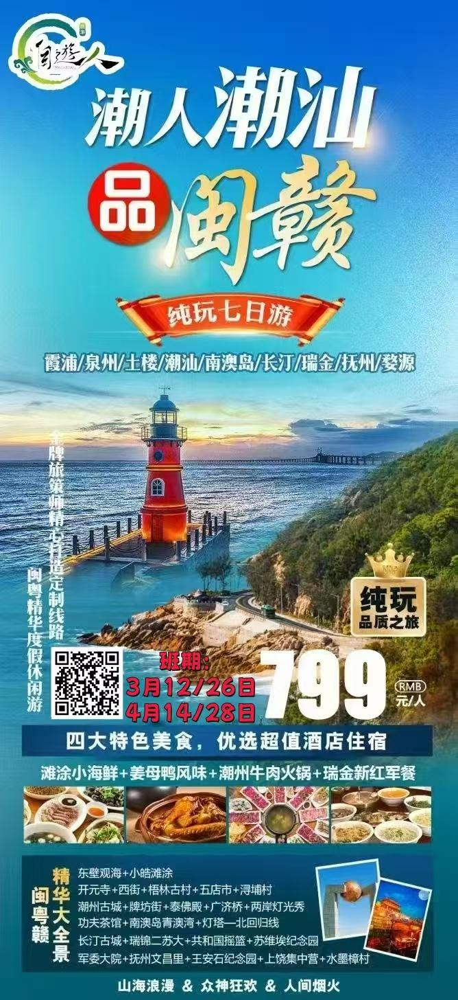 自之游人
旅游
潮人潮汕
品闽赣
纯玩七日游
霞浦/泉州/土楼/潮汕/南澳岛/长汀/瑞金/抚州/婺源
金牌旅策师精心打造定制线路
闽粤精华度假休闲游
纯玩
品质之旅
班期：
3月12/26日
4月14/28日
799
RMB
元/人
四大特色美食，优选超值酒店住宿
滩涂小海鲜+姜母鸭风味+潮州牛肉火锅+瑞金新红军餐
闽粤赣
精华大全景
东壁观海+小皓滩涂
开元寺+西街+梧林古村+五店市+浔埔村
潮州古城+牌坊街+泰佛殿+广济桥+两岸灯光秀
功夫茶馆+南澳岛青澳湾+灯塔—北回归线
长汀古城+瑞锦二苏大+共和国摇篮+苏维埃纪念园
军委大院+抚州文昌里+王安石纪念园+上饶集中营+水墨樟村
山海浪漫 & 众神狂欢 & 人间烟火